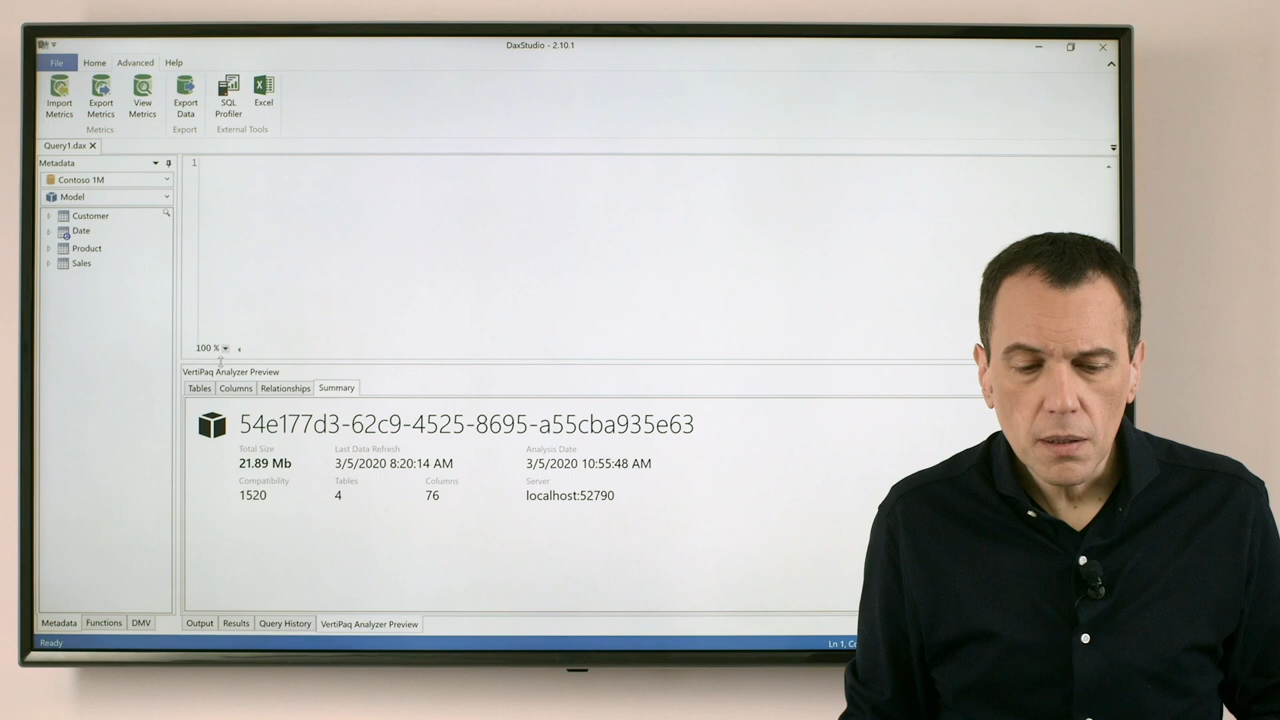 DaxStudio - 2.10.1
File Home Advanced Help
Import Metrics
Export Metrics
View Metrics
Export Data
SQL Profiler
Excel
Metrics Export External Tools
Query1.dax
Metadata
Contoso 1M
Model
Customer
Date
Product
Sales
1
100 %
VertiPaq Analyzer Preview
Tables Columns Relationships Summary
54e177d3-62c9-4525-8695-a55cba935e63
Total Size Last Data Refresh Analysis Date
21.89 Mb 3/5/2020 8:20:14 AM 3/5/2020 10:55:48 AM
Compatibility Tables Columns Server
1520 4 76 localhost:52790
Metadata Functions DMV
Output Results Query History VertiPaq Analyzer Preview
Ready Ln 1,